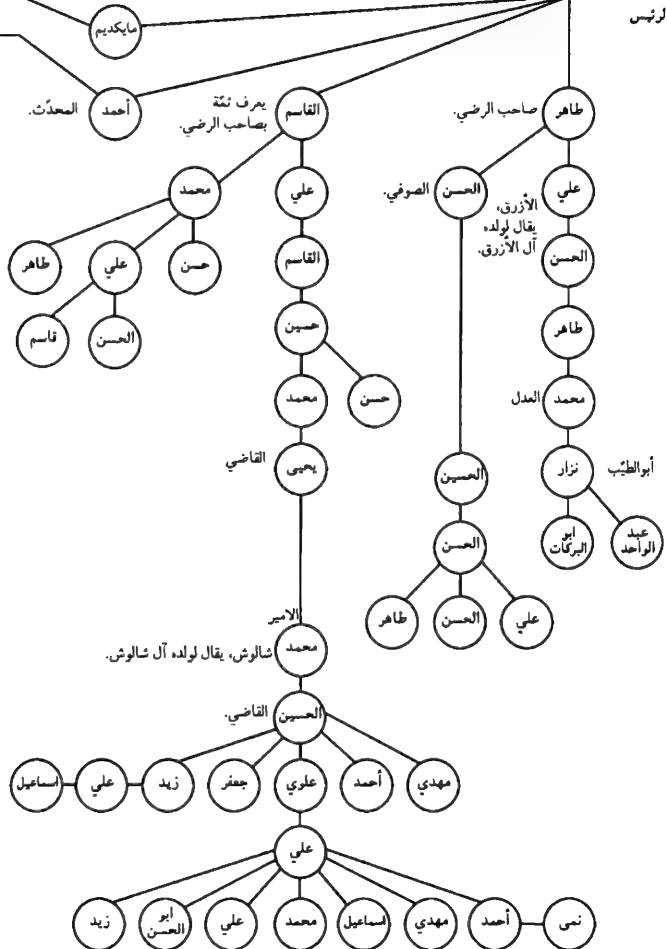 الرئيس
مايكديم
أحمد
المحدّث.
طاهر
صاحب الرضي.
القاسم
يعرف ثمّة
بصاحب الرضي.
علي
الأزرق،
يقال لولده
آل الأزرق.
الحسن
الصوفي.
علي
محمد
الحسن
القاسم
حسن
علي
طاهر
طاهر
حسين
الحسن
قاسم
محمد
العدل
حسن
محمد
أبوالطيّب
نزار
الحسين
يحيى
القاضي
عبد
الواحد
ابو
البركات
الحسن
علي
الحسن
طاهر
الامير
محمد
شالوش، يقال لولده آل شالوش.
الحسين
القاضي.
مهدي
أحمد
علوي
جعفر
زيد
علي
اسماعيل
علي
نمى
أحمد
مهدي
اسماعيل
محمد
علي
ابو
الحسن
زيد